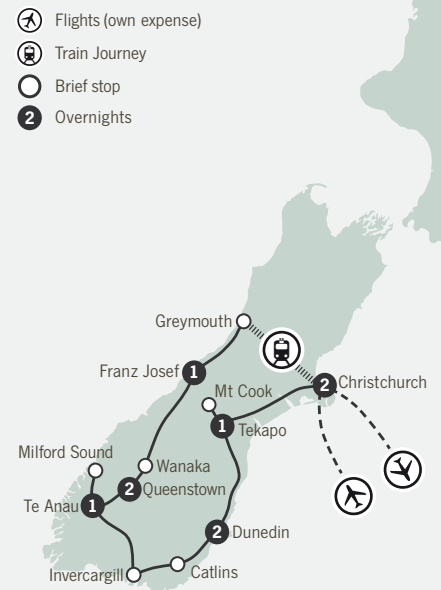 Flights (own expense)
Train Journey
Brief stop
2 Overnights
Greymouth
Franz Josef 1
2 Christchurch
Mt Cook
1 Tekapo
Milford Sound
Wanaka
2 Queenstown
Te Anau 1
2 Dunedin
Catlins
Invercargill